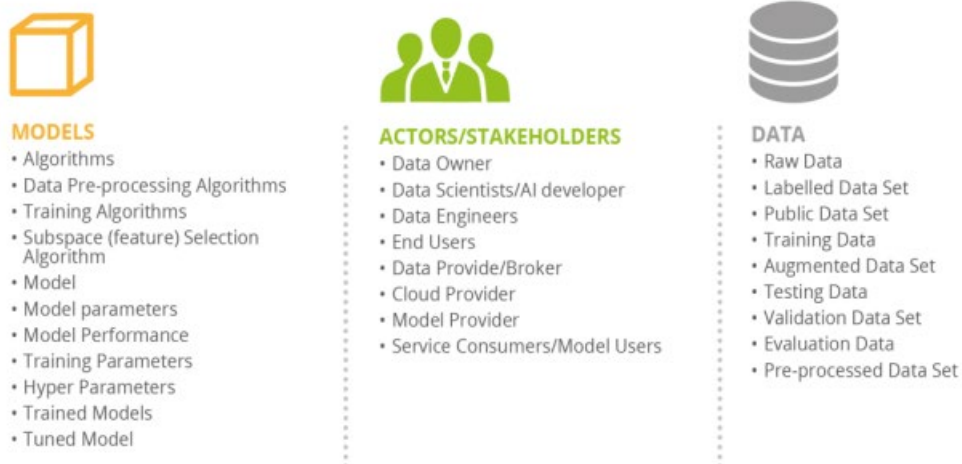 MODELS
• Algorithms
• Data Pre-processing Algorithms
• Training Algorithms
• Subspace (feature) Selection
Algorithm
• Model
• Model parameters
• Model Performance
• Training Parameters
• Hyper Parameters
• Trained Models
• Tuned Model
ACTORS/STAKEHOLDERS
• Data Owner
• Data Scientists/AI developer
• Data Engineers
• End Users
• Data Provide/Broker
• Cloud Provider
• Model Provider
• Service Consumers/Model Users
DATA
• Raw Data
• Labelled Data Set
• Public Data Set
• Training Data
• Augmented Data Set
• Testing Data
• Validation Data Set
• Evaluation Data
• Pre-processed Data Set